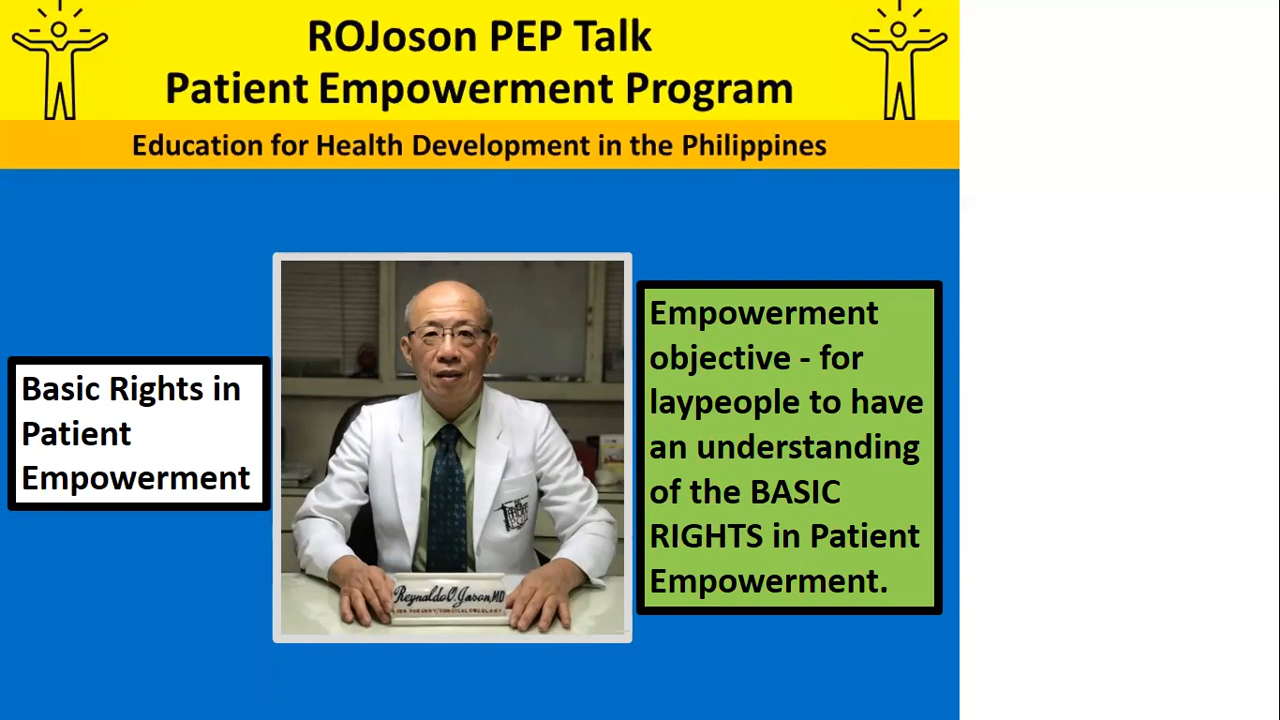 ROJoson PEP Talk
Patient Empowerment Program
Education for Health Development in the Philippines
Basic Rights in
Patient
Empowerment
Reynaldo O. Joson, MD
Empowerment
objective - for
laypeople to have
an understanding
of the BASIC
RIGHTS in Patient
Empowerment.